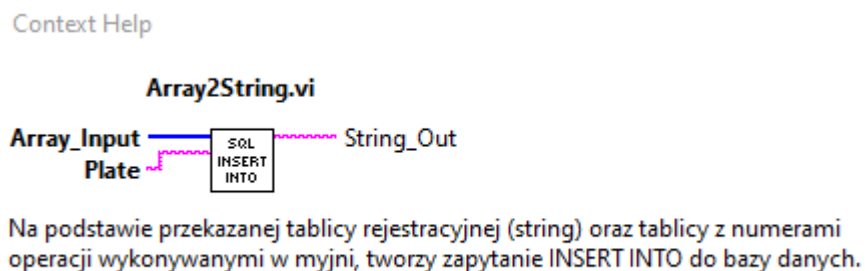 Context Help
Array2String.vi
Array_Input
SQL
INSERT
INTO
String_Out
Plate
Na podstawie przekazanej tablicy rejestracyjnej (string) oraz tablicy z numerami
operacji wykonywanymi w myjni, tworzy zapytanie INSERT INTO do bazy danych.